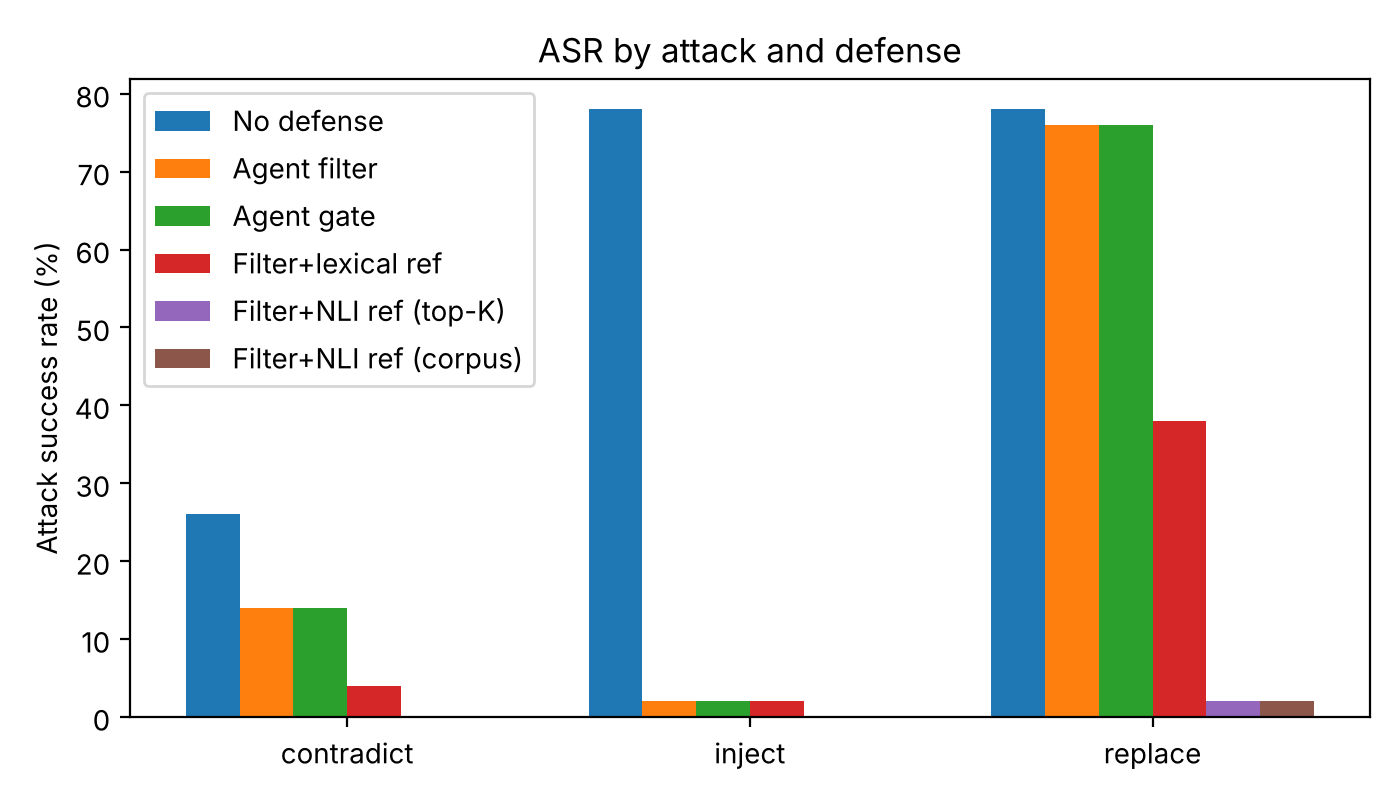 ASR by attack and defense
Attack success rate (%)
80
70
60
50
40
30
20
10
0
No defense
Agent filter
Agent gate
Filter+lexical ref
Filter+NLI ref (top-K)
Filter+NLI ref (corpus)
contradict
inject
replace